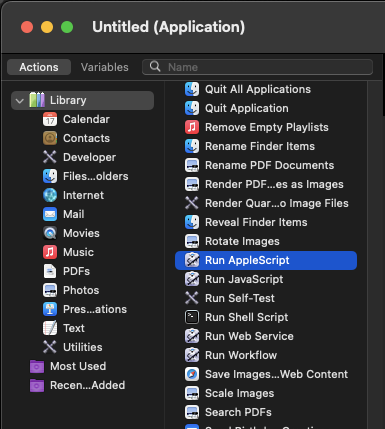 Untitled (Application)
Actions
Variables
Name
Library
Calendar
Contacts
Developer
Files...olders
Internet
Mail
Movies
Music
PDFs
Photos
Pres...ations
Text
Utilities
Most Used
Recen...Added
Quit All Applications
Quit Application
Remove Empty Playlists
Rename Finder Items
Rename PDF Documents
Render PDF...es as Images
Render Quar...o Image Files
Reveal Finder Items
Rotate Images
Run AppleScript
Run JavaScript
Run Self-Test
Run Shell Script
Run Web Service
Run Workflow
Save Images...Web Content
Scale Images
Search PDFs